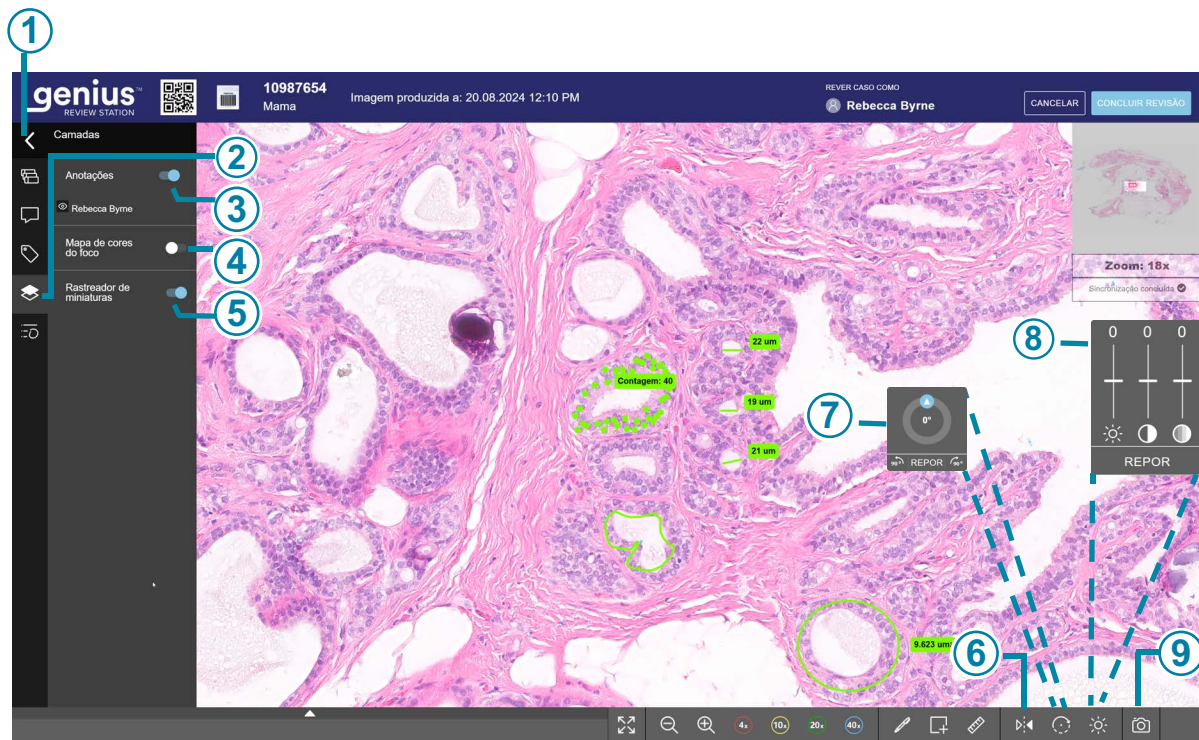 1
genius™
REVIEW STATION
10987654
Mama
Imagem produzida a: 20.08.2024 12:10 PM
REVER CASO COMO
Rebecca Byrne
CANCELAR
CONCLUIR REVISÃO
Camadas
2
Anotações
3
Rebecca Byrne
Mapa de cores
do foco
4
Rastreador de
miniaturas
5
Zoom: 18x
Sincronização concluída
8
0 0 0
REPOR
22 um
Contagem: 40
19 um
21 um
7
0°
90° REPOR 90°
9.623 um²
6
9
4x
10x
20x
40x